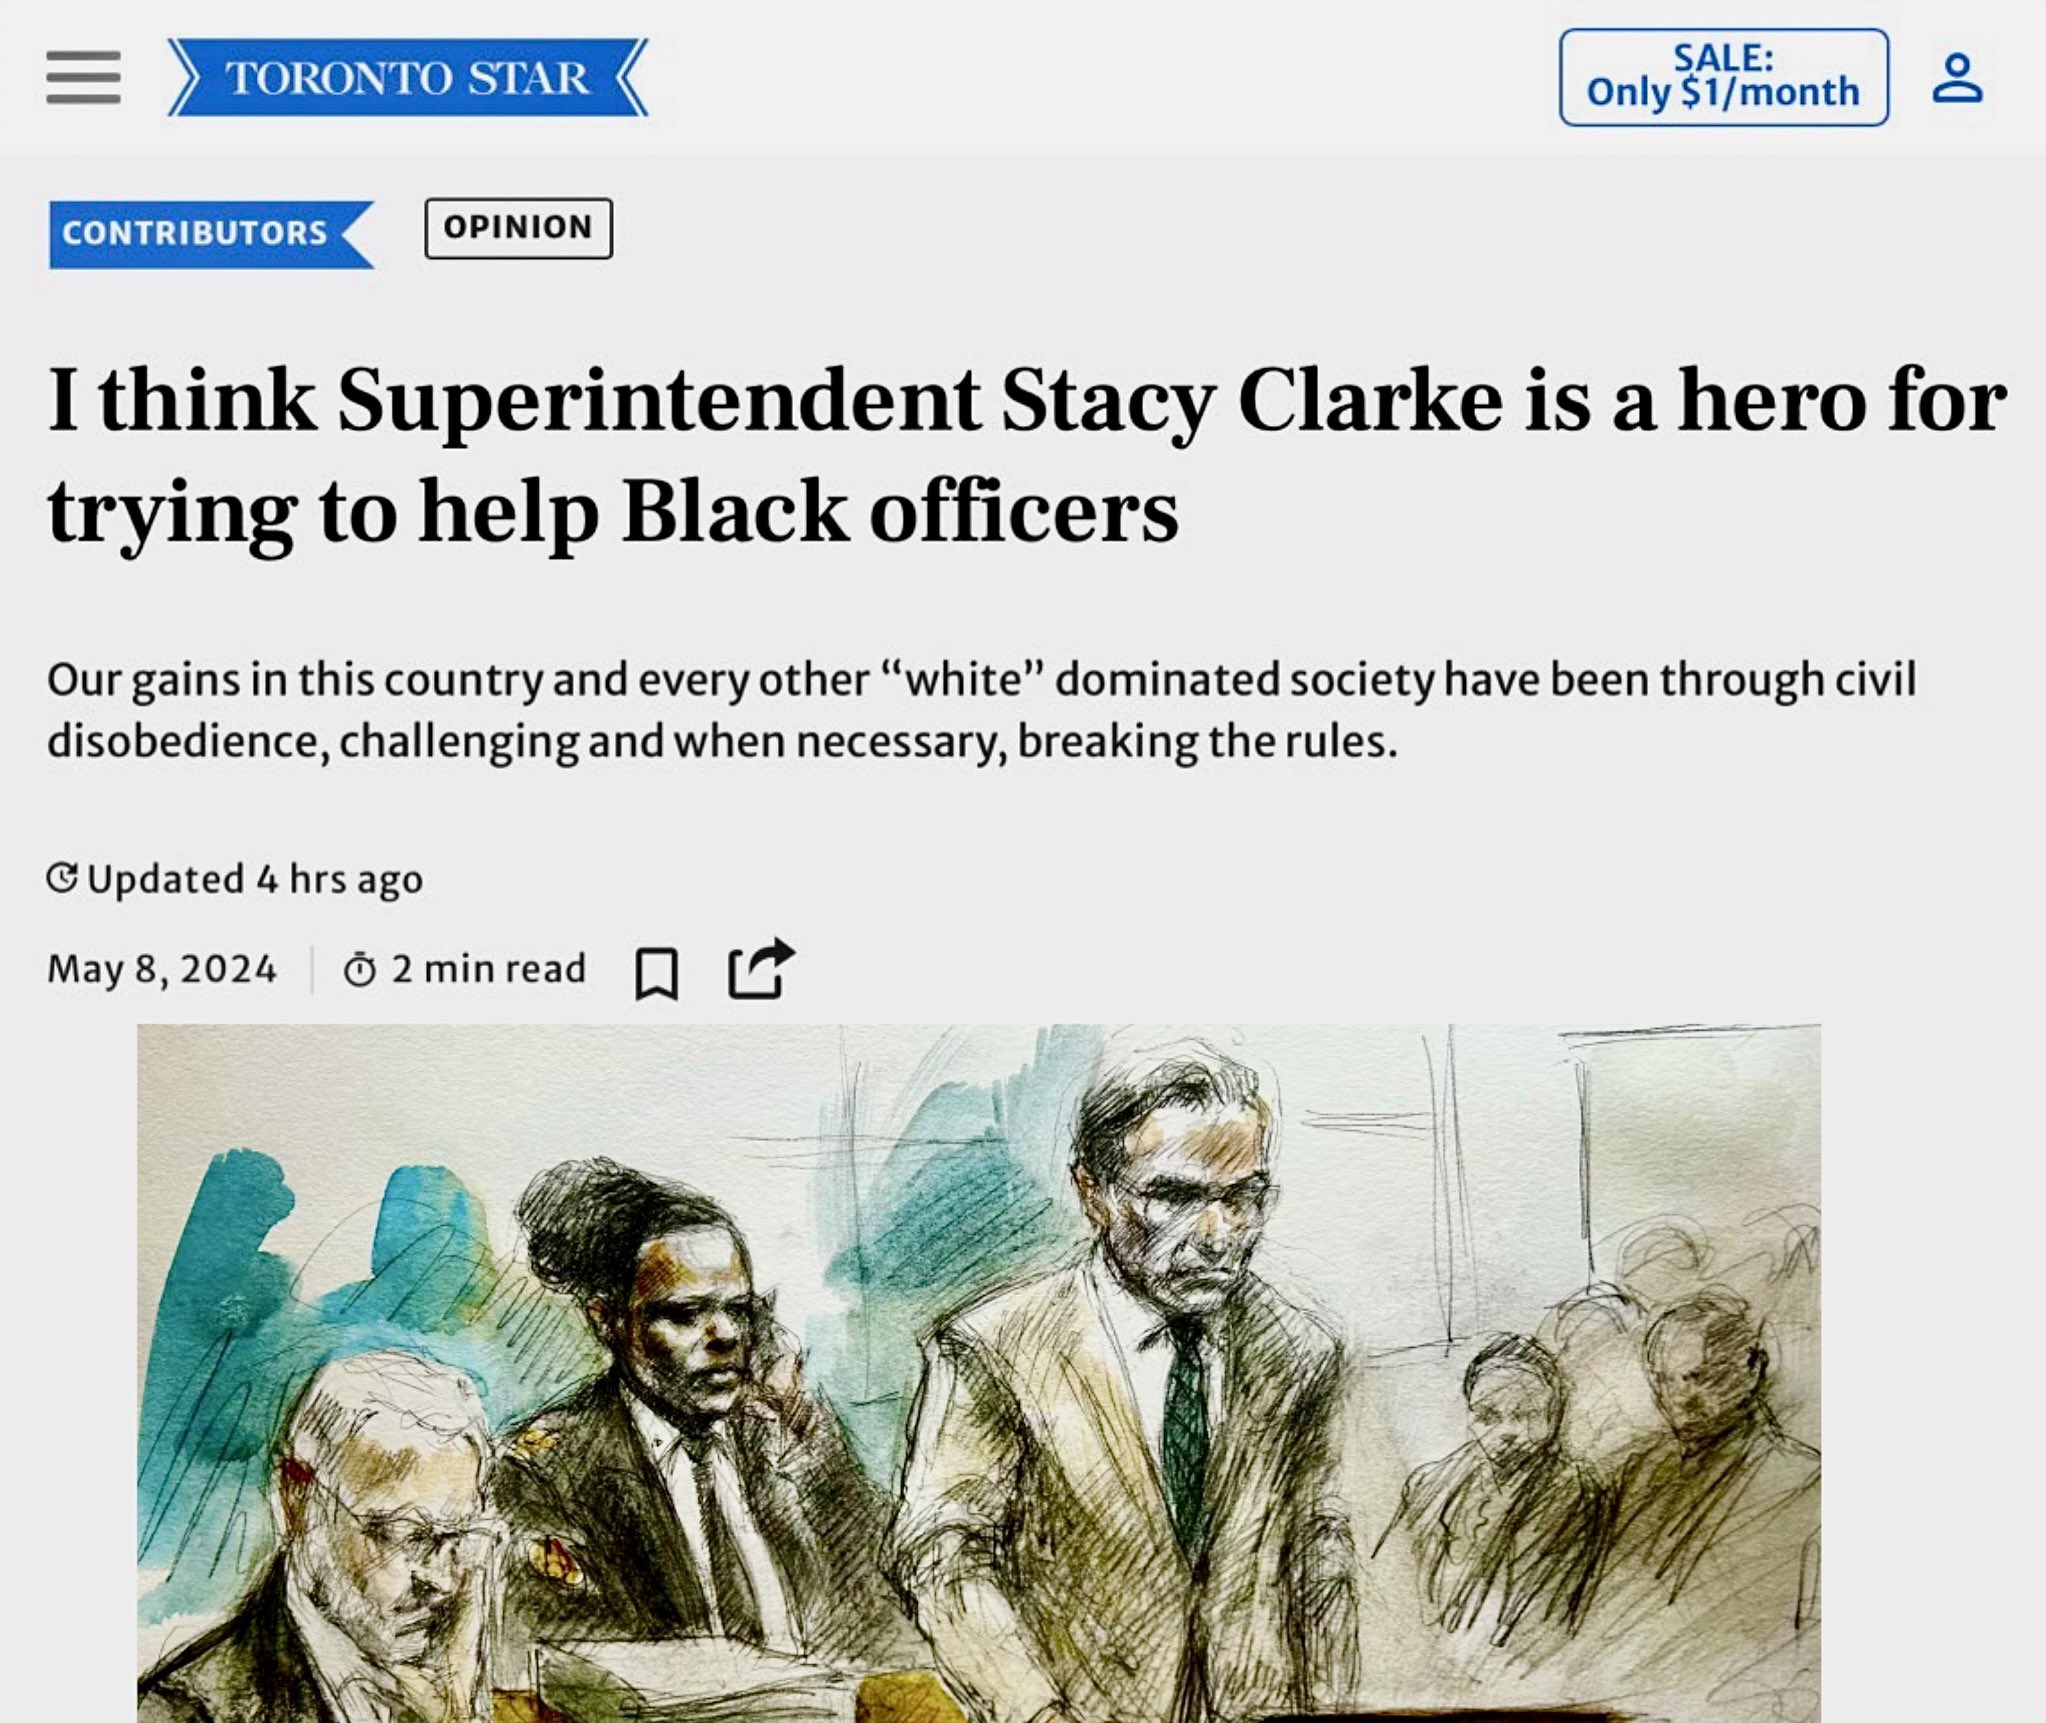 TORONTO STAR
SALE:
Only $1/month
CONTRIBUTORS
OPINION
I think Superintendent Stacy Clarke is a hero for
trying to help Black officers
Our gains in this country and every other “white” dominated society have been through civil
disobedience, challenging and when necessary, breaking the rules.
Updated 4 hrs ago
May 8, 2024
2 min read